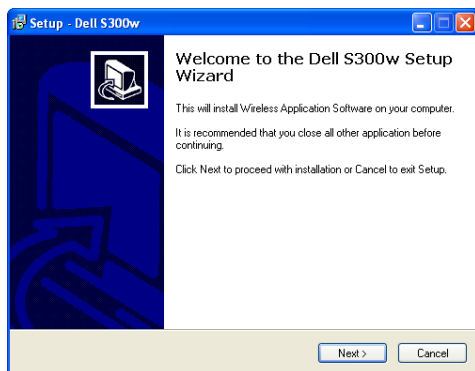 Setup - Dell S300w
Welcome to the Dell S300w Setup
Wizard
This will install Wireless Application Software on your computer.
It is recommended that you close all other application before
continuing.
Click Next to proceed with installation or Cancel to exit Setup.
Next >
Cancel